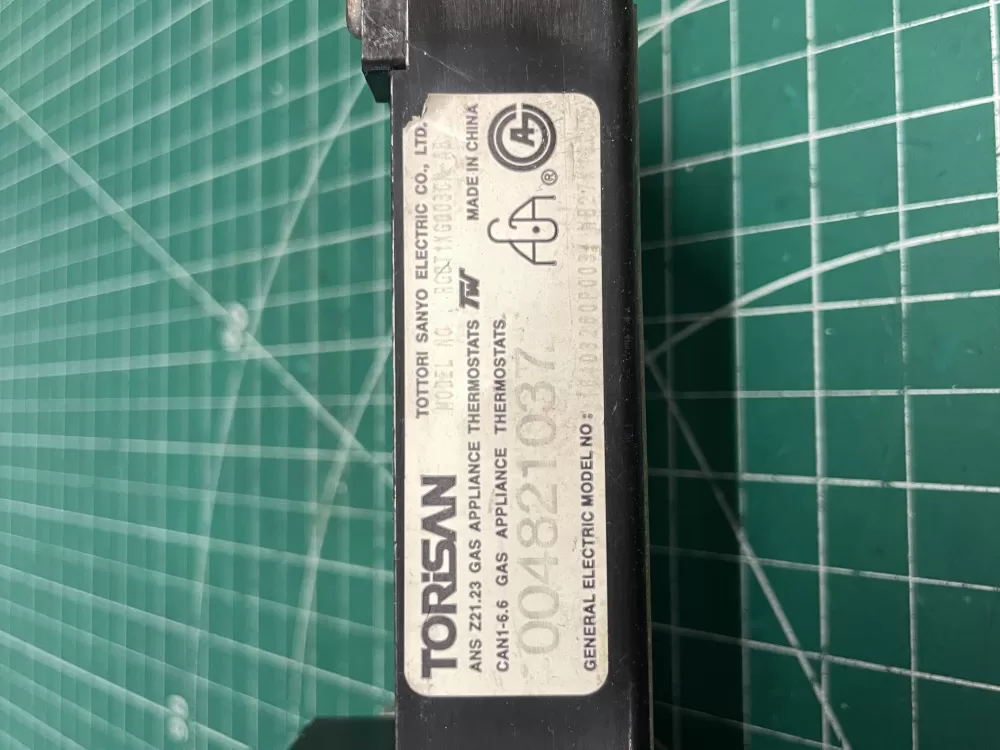 TORiSAN
TOTTORI SANYO ELECTRIC CO., LTD.
MODEL NO.
ANS Z21.23 GAS APPLIANCE THERMOSTATS TW MADE IN CHINA
CAN1-6.6 GAS APPLIANCE THERMOSTATS.
004821037
GENERAL ELECTRIC MODEL NO:
AGA ®